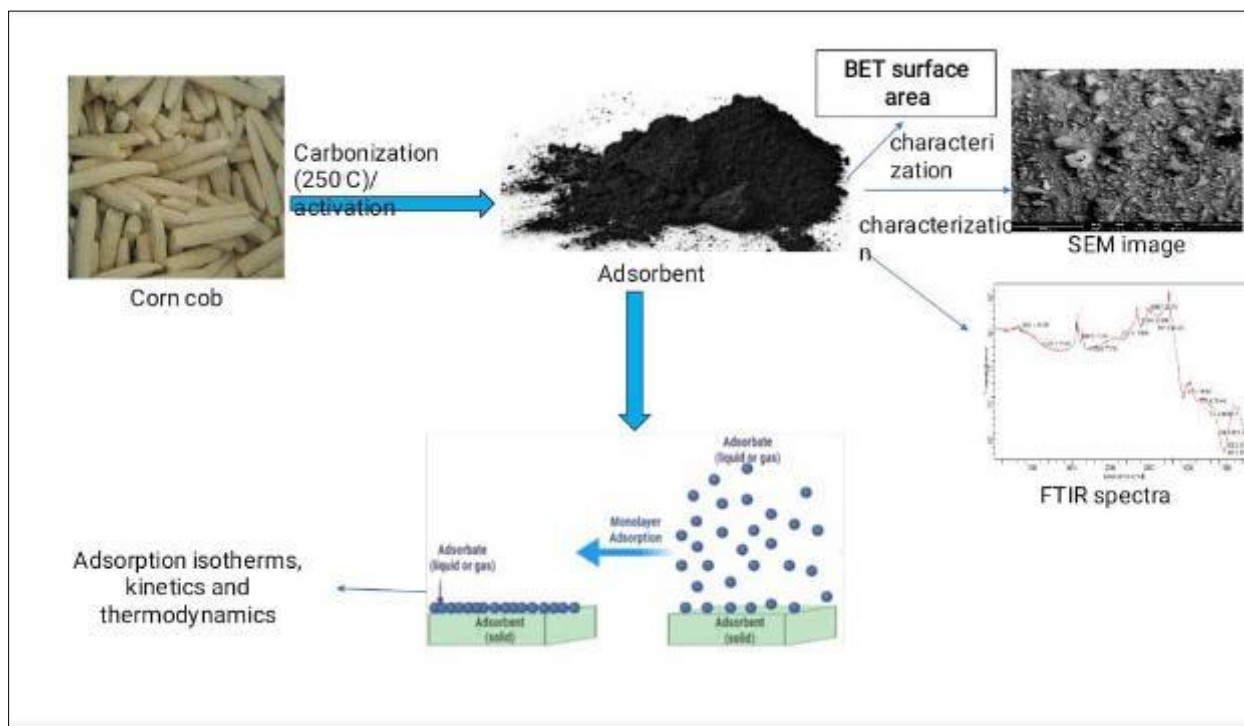 BET surface
area
Carbonization
(250 C)/
activation
characteri
zation
characterizatio
n
SEM image
Corn cob
Adsorbent
FTIR spectra
Adsorbate
(liquid or gas)
Monolayer
Adsorption
Adsorbate
(liquid or gas)
Adsorbent
(solid)
Adsorbent
(solid)
Adsorption isotherms,
kinetics and
thermodynamics